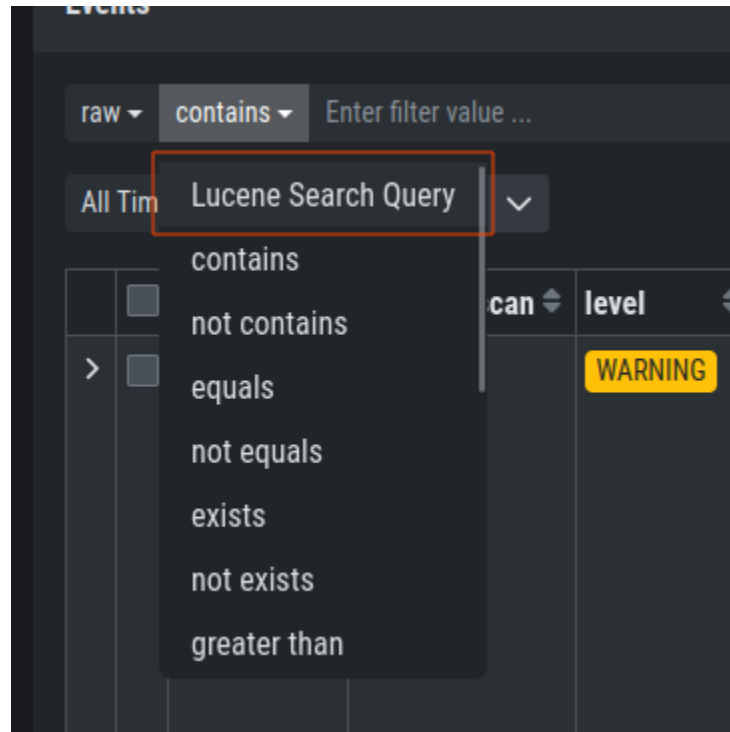 Events
raw contains Enter filter value ...
All Tim
Lucene Search Query
contains
not contains
equals
not equals
exists
not exists
greater than
can level
WARNING